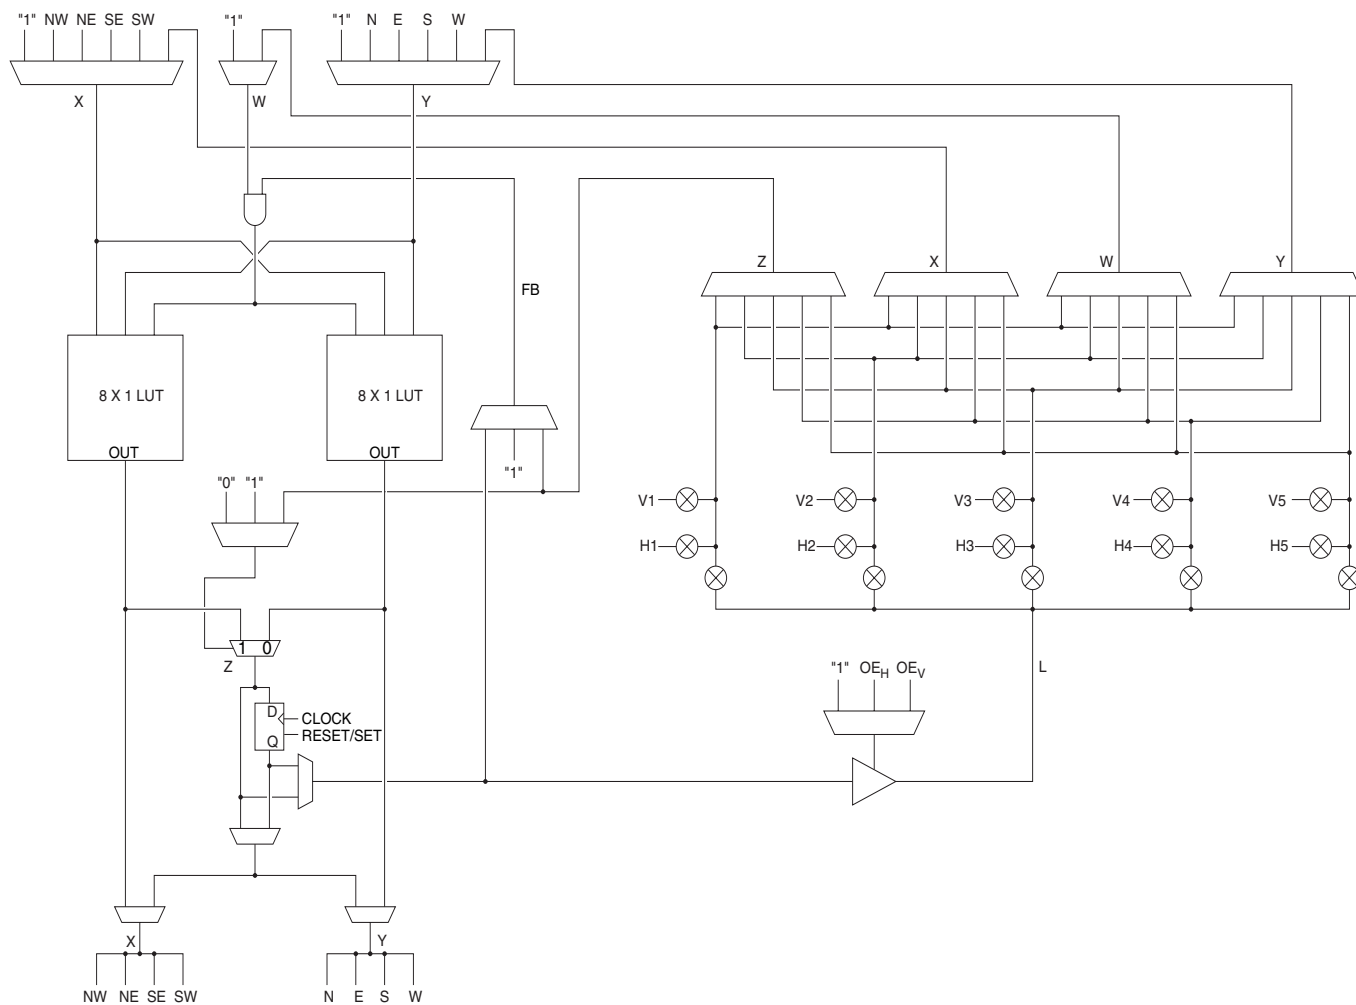 "1" NW NE SE SW "1" "1" N E S W
X W Y
Z X W Y
FB
8 X 1 LUT 8 X 1 LUT
OUT OUT
"1"
"0" "1"
V1 V2 V3 V4 V5
H1 H2 H3 H4 H5
1 0
Z "1" OEH OEV L
D
CLOCK
Q RESET/SET
X Y
NW NE SE SW N E S W